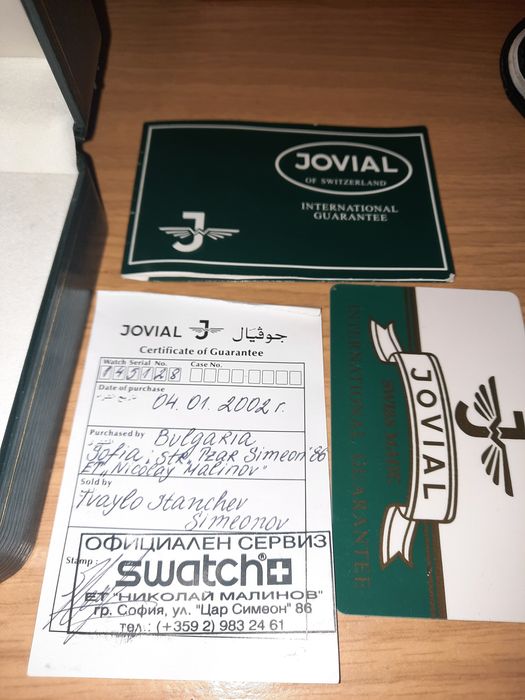 JOVIAL
OF SWITZERLAND
INTERNATIONAL
GUARANTEE
JOVIAL J جوڤيال
Certificate of Guarantee
Watch Serial No. Case No.
145128
Date of purchase
04.01.2002 г.
Purchased by Bulgaria
Sofia, str. Tzar Simeon 86
ET „Nicolay Malinov"
Sold by
Ivaylo Stanchev
Simeonov
Stamp
ОФИЦИАЛЕН СЕРВИЗ
swatch
ЕТ "НИКОЛАЙ МАЛИНОВ"
гр. София, ул. "Цар Симеон" 86
тел.: (+359 2) 983 24 61
JOVIAL
SWISS MADE
INTERNATIONAL GUARANTEE